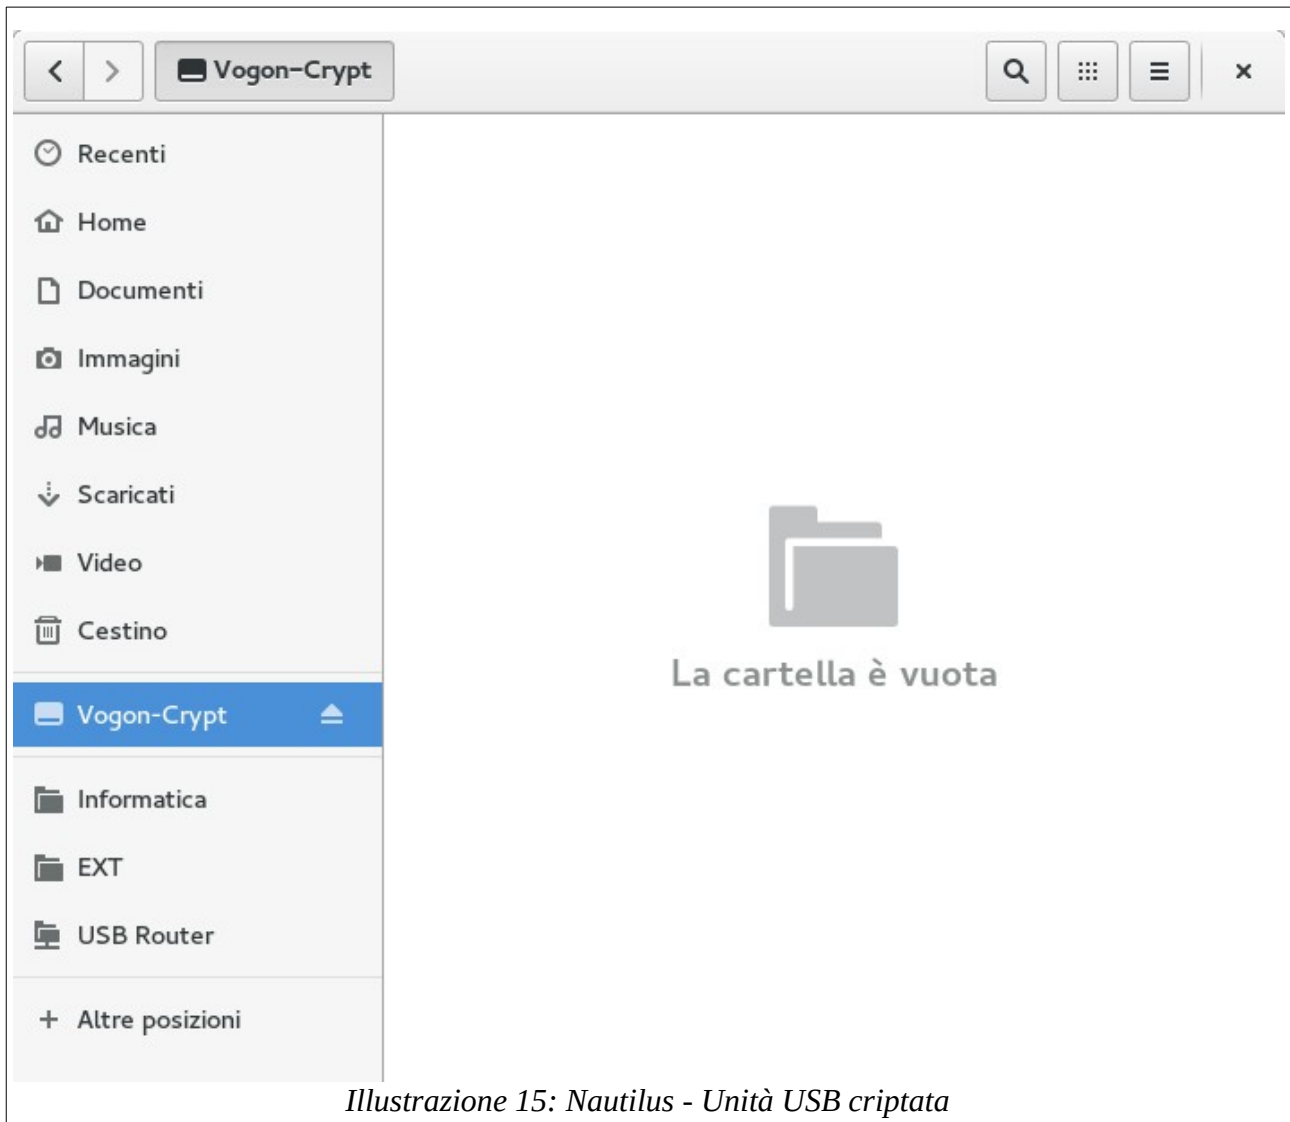 Vogon-Crypt
Recenti
Home
Documenti
Immagini
Musica
Scaricati
Video
Cestino
La cartella è vuota
Vogon-Crypt
Informatica
EXT
USB Router
Altre posizioni
Illustrazione 15: Nautilus - Unità USB criptata